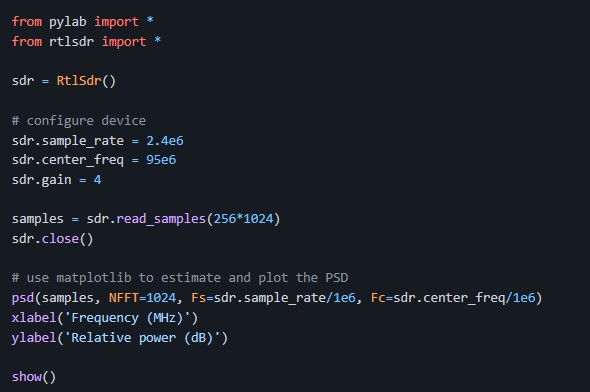 from pylab import *
from rtlsdr import *
sdr = RtlSdr()
# configure device
sdr.sample_rate = 2.4e6
sdr.center_freq = 95e6
sdr.gain = 4
samples = sdr.read_samples(256*1024)
sdr.close()
# use matplotlib to estimate and plot the PSD
psd(samples, NFFT=1024, Fs=sdr.sample_rate/1e6, Fc=sdr.center_freq/1e6)
xlabel('Frequency (MHz)')
ylabel('Relative power (dB)')
show()